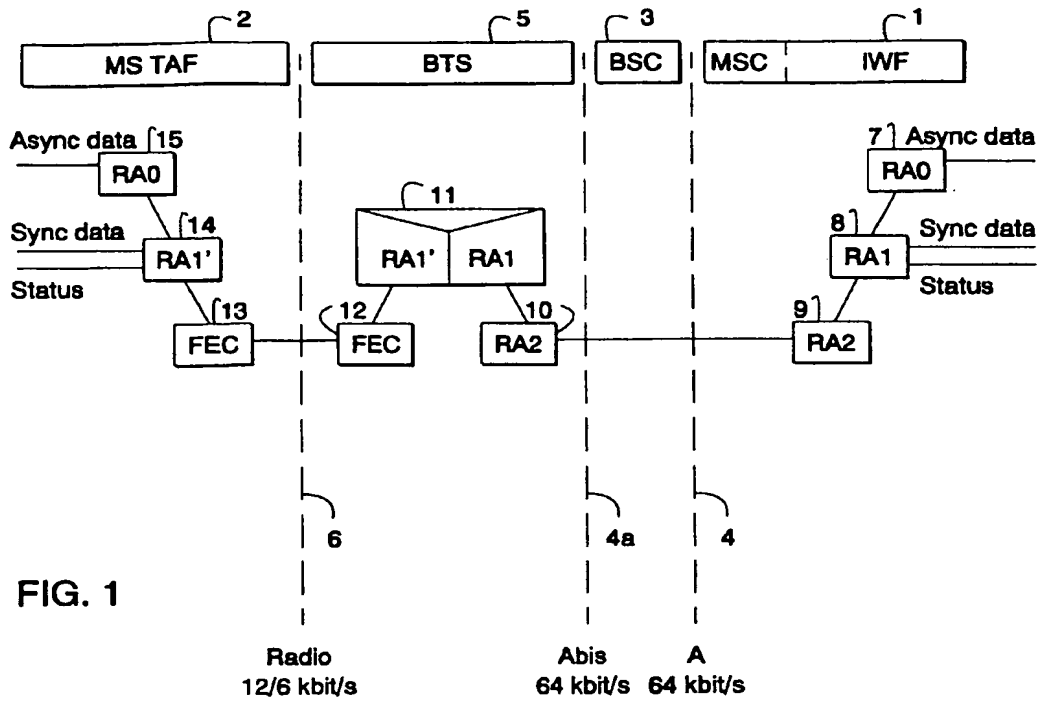 2 5 3 1
MS TAF BTS BSC MSC IWF
Async data 15 7 Async data
RA0 RA0
11
14 8
Sync data Sync data
RA1' RA1' RA1 RA1
Status Status
13 12 10 9
FEC FEC RA2 RA2
6 4a 4
FIG. 1
Radio Abis A
12/6 kbit/s 64 kbit/s 64 kbit/s